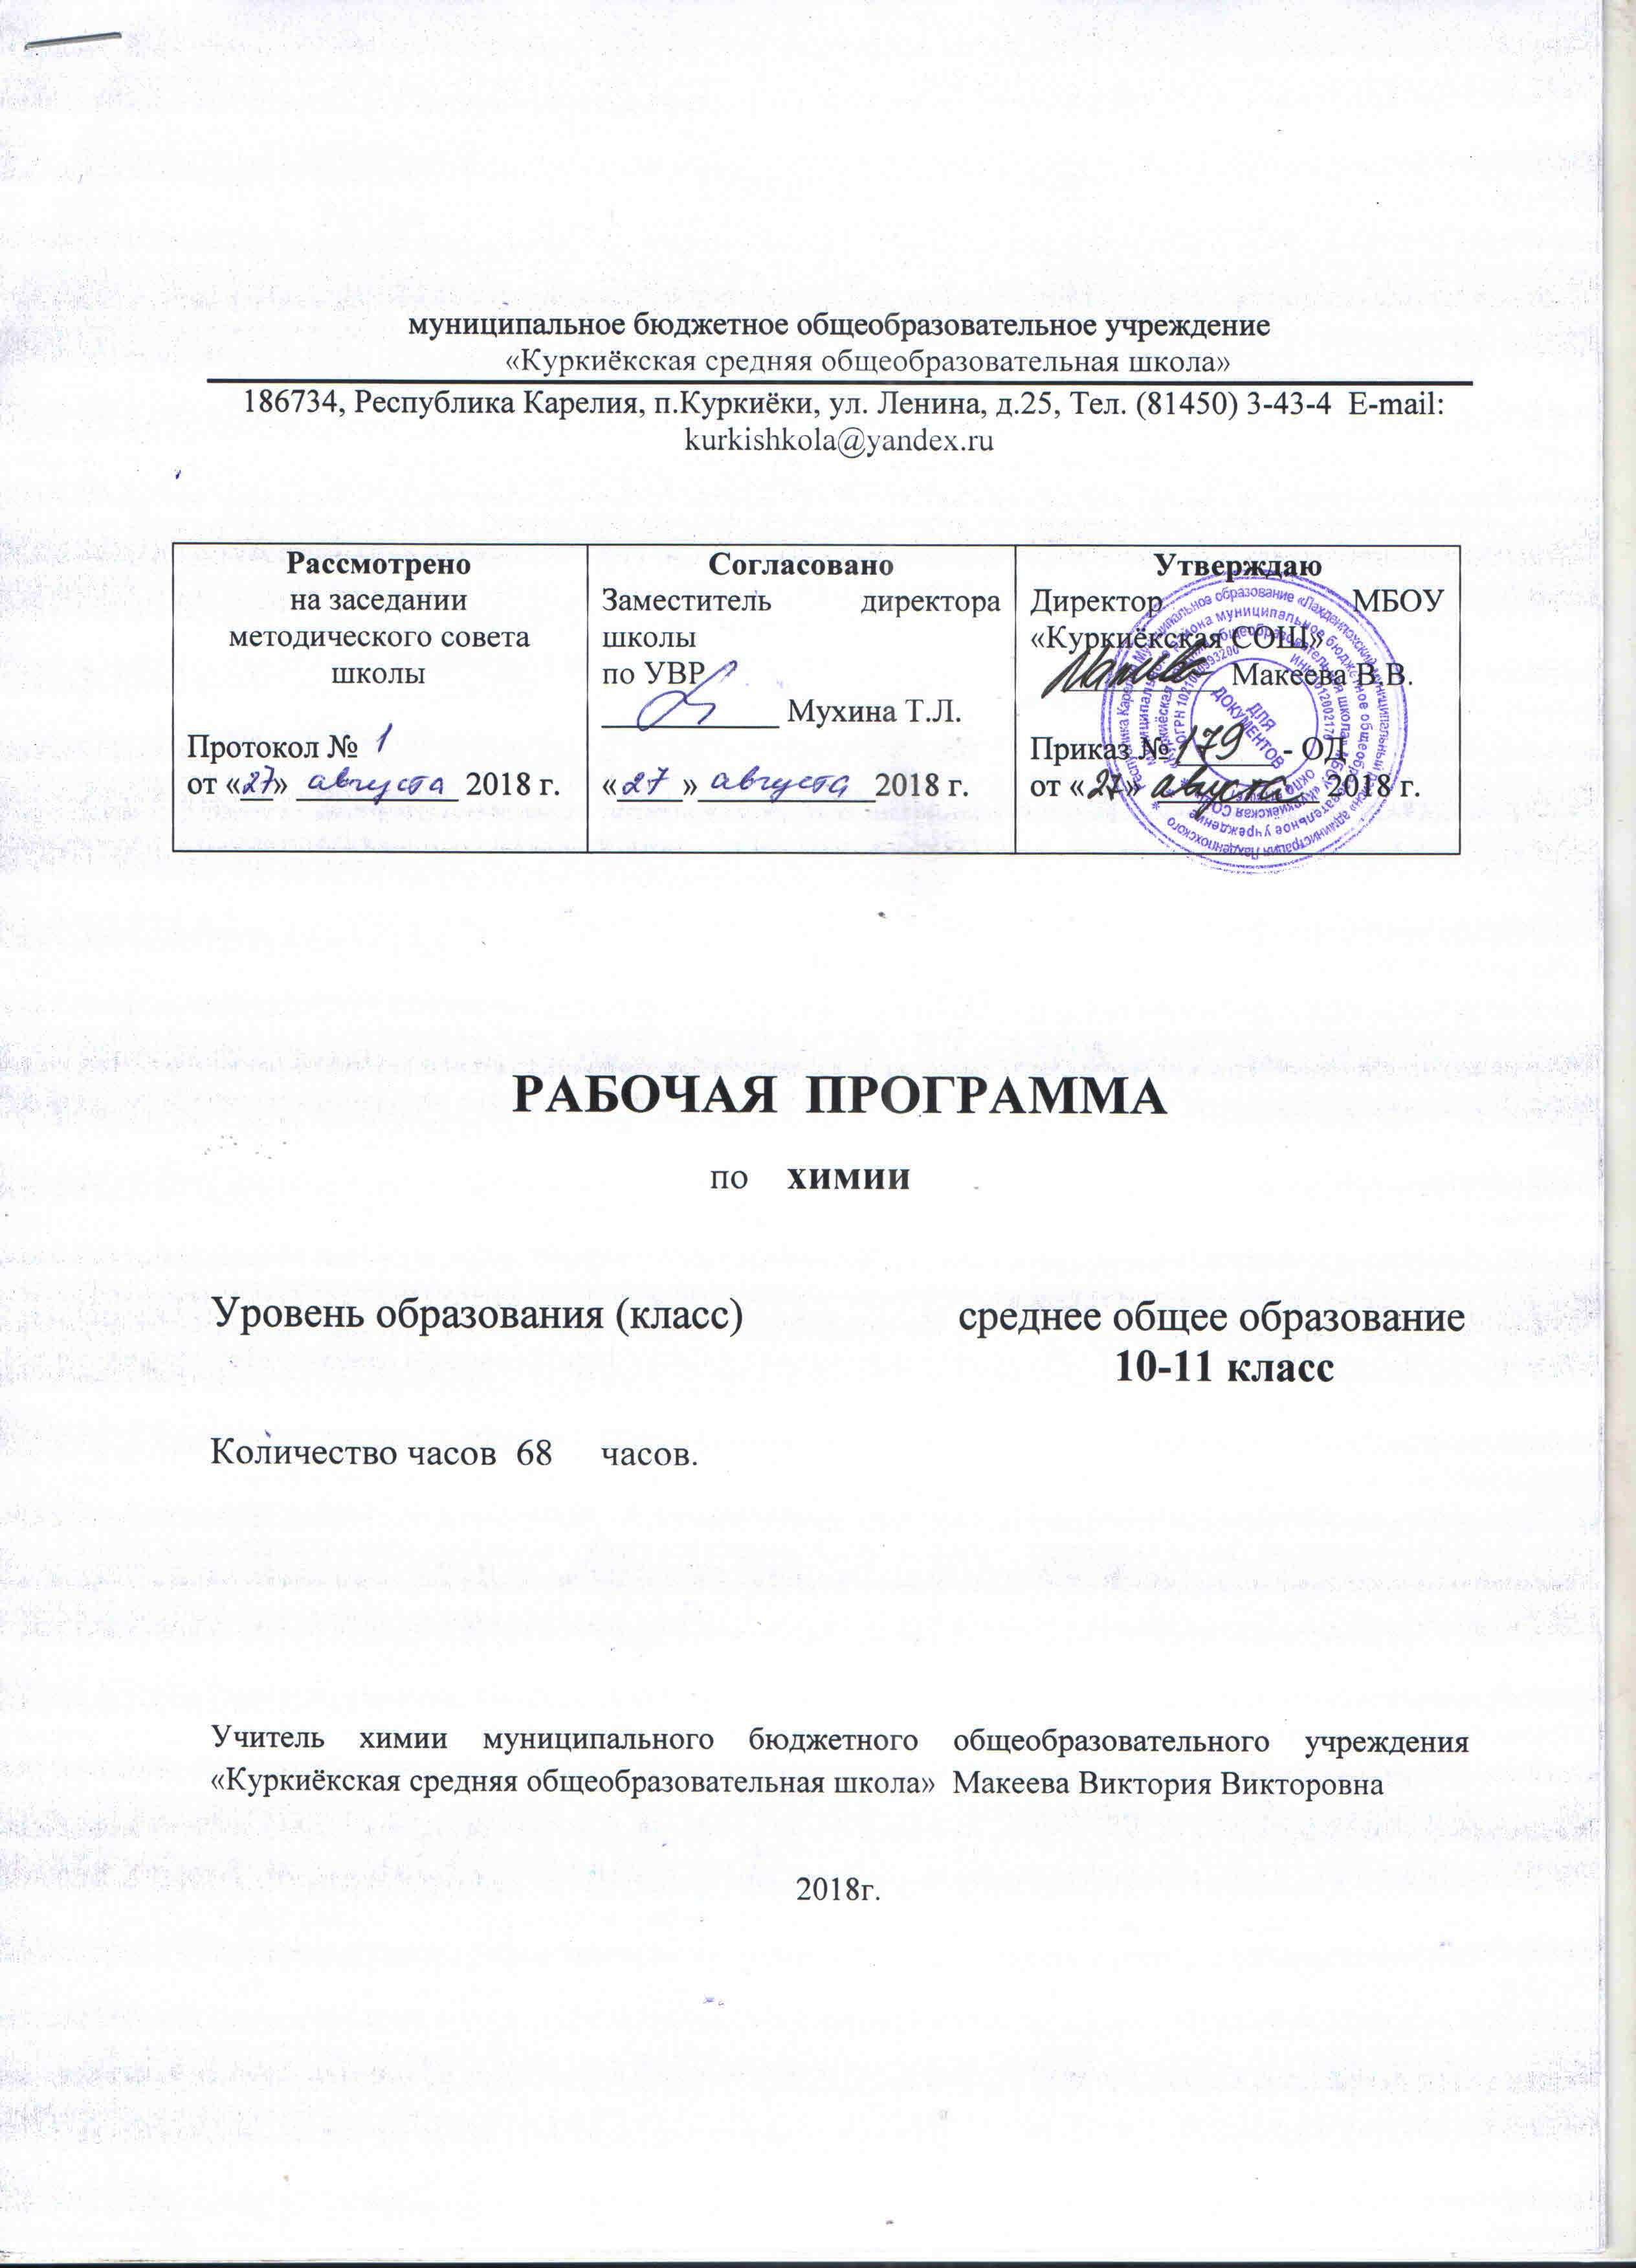 муниципальное бюджетное общеобразовательное учреждение
«Куркиёкская средняя общеобразовательная школа»
186734, Республика Карелия, п.Куркиёки, ул. Ленина, д.25, Тел. (81450) 3-43-4 E-mail:
kurkishkola@yandex.ru
Рассмотрено
на заседании
методического совета
школы
Протокол № 1
от «27» августа 2018 г.
Согласовано
Заместитель директора
школы
по УВР
Мухина Т.Л.
«27» августа 2018 г.
Утверждаю
Директор МБОУ
«Куркиёкская СОШ»
Макеева В.В.
Приказ № 179 - ОД
от «27» августа 2018 г.
ДЛЯ
ДОКУМЕНТОВ
РАБОЧАЯ ПРОГРАММА
по химии
Уровень образования (класс) среднее общее образование
10-11 класс
Количество часов 68 часов.
Учитель химии муниципального бюджетного общеобразовательного учреждения
«Куркиёкская средняя общеобразовательная школа» Макеева Виктория Викторовна
2018г.